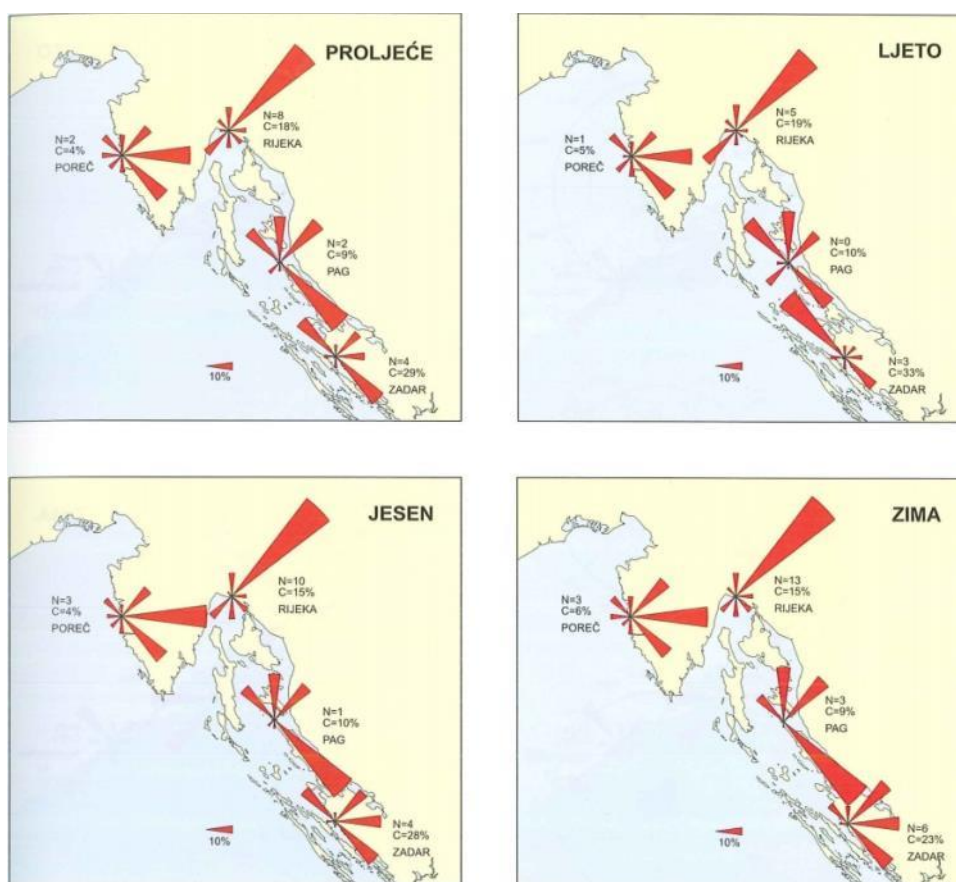 PROLJEĆE
N=8
C=18%
RIJEKA
N=2
C=4%
POREČ
N=2
C=9%
PAG
10%
N=4
C=29%
ZADAR
LJETO
N=5
C=19%
RIJEKA
N=1
C=5%
POREČ
N=0
C=10%
PAG
10%
N=3
C=33%
ZADAR
JESEN
N=10
C=15%
RIJEKA
N=3
C=4%
POREČ
N=1
C=10%
PAG
10%
N=4
C=28%
ZADAR
ZIMA
N=13
C=15%
RIJEKA
N=3
C=6%
POREČ
N=3
C=9%
PAG
10%
N=6
C=23%
ZADAR